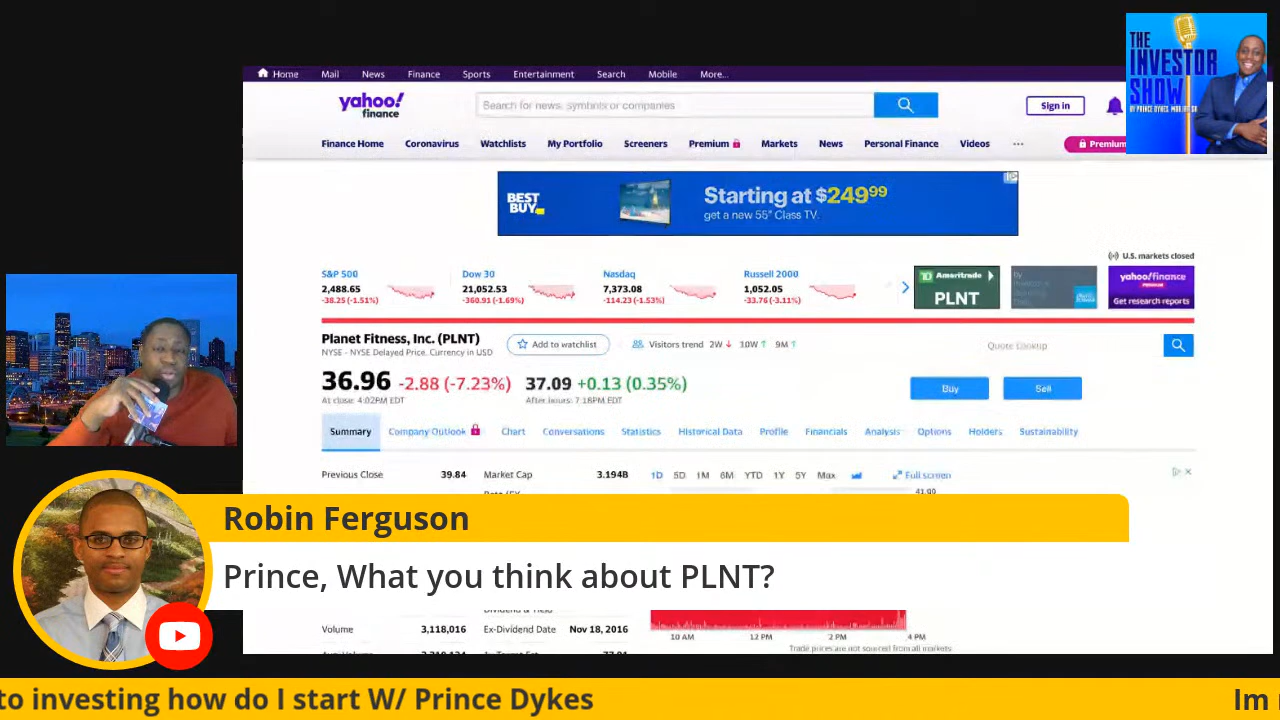 Home Mail News Finance Sports Entertainment Search Mobile More...
THE
INVESTOR
SHOW
yahoo!
finance
Search for news, symbols or companies
Sign in
Finance Home Coronavirus Watchlists My Portfolio Screeners Premium Markets News Personal Finance Videos ... Premium
BEST
BUY
Starting at $249⁹⁹
get a new 55" Class TV.
U.S. markets closed
S&P 500 Dow 30 Nasdaq Russell 2000
2,488.65 21,052.53 7,373.08 1,052.05
-38.25 (-1.51%) -360.91 (-1.69%) -114.23 (-1.53%) -33.76 (-3.11%)
Ameritrade
PLNT
yahoo!finance
Premium
Get research reports
Planet Fitness, Inc. (PLNT)
NYSE - NYSE Delayed Price. Currency in USD
Add to watchlist
Visitors trend 2W ↓ 10W ↑ 9M ↑
Quote Lookup
36.96 -2.88 (-7.23%) 37.09 +0.13 (0.35%)
At close: 4:02PM EDT After hours: 7:18PM EDT
Buy Sell
Summary Company Outlook Chart Conversations Statistics Historical Data Profile Financials Analysis Options Holders Sustainability
Previous Close 39.84 Market Cap 3.194B 1D 5D 1M 6M YTD 1Y 5Y Max Full screen
41.00
Robin Ferguson
Prince, What you think about PLNT?
Volume 3,118,016 Ex-Dividend Date Nov 18, 2016
10 AM 12 PM 2 PM 4 PM
Trade prices are not sourced from all markets
to investing how do I start W/ Prince Dykes
Im